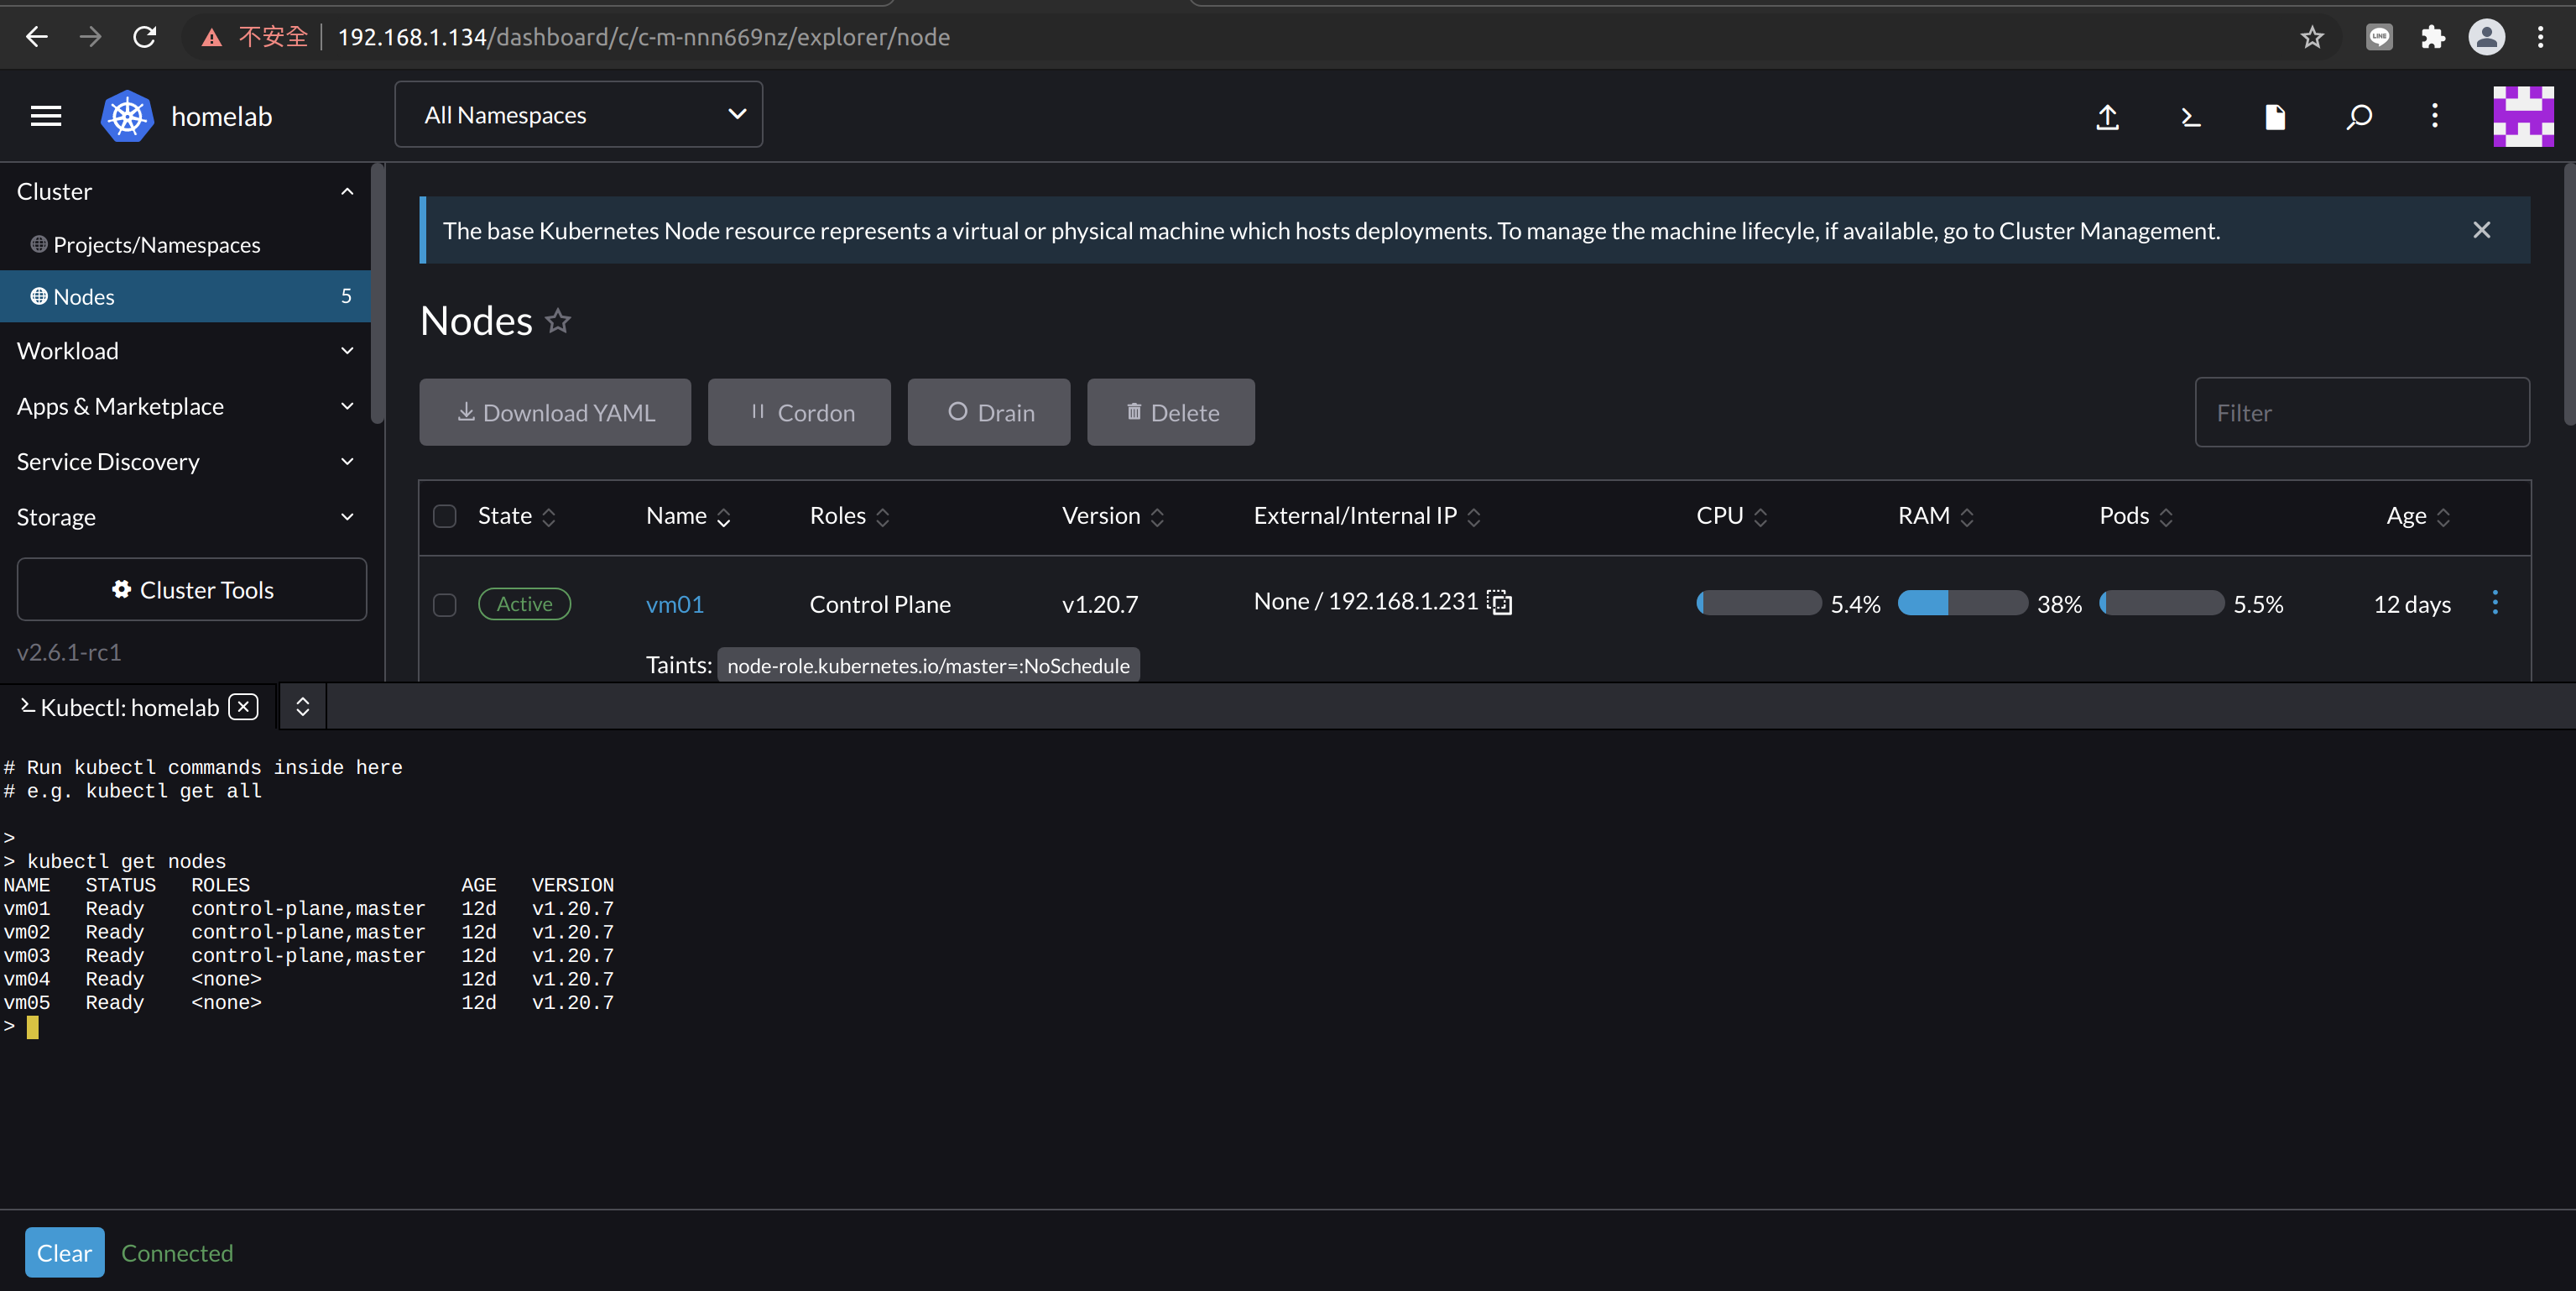 不安全 | 192.168.1.134/dashboard/c/c-m-nnn669nz/explorer/node
LINE
homelab
All Namespaces
Cluster
Projects/Namespaces
Nodes 5
Workload
Apps & Marketplace
Service Discovery
Storage
Cluster Tools
v2.6.1-rc1
The base Kubernetes Node resource represents a virtual or physical machine which hosts deployments. To manage the machine lifecyle, if available, go to Cluster Management.
Nodes
Download YAML Cordon Drain Delete Filter
State Name Roles Version External/Internal IP CPU RAM Pods Age
Active vm01 Control Plane v1.20.7 None / 192.168.1.231 5.4% 38% 5.5% 12 days
Taints: node-role.kubernetes.io/master=:NoSchedule
Kubectl: homelab
# Run kubectl commands inside here
# e.g. kubectl get all
>
> kubectl get nodes
NAME STATUS ROLES AGE VERSION
vm01 Ready control-plane,master 12d v1.20.7
vm02 Ready control-plane,master 12d v1.20.7
vm03 Ready control-plane,master 12d v1.20.7
vm04 Ready <none> 12d v1.20.7
vm05 Ready <none> 12d v1.20.7
>
Clear Connected